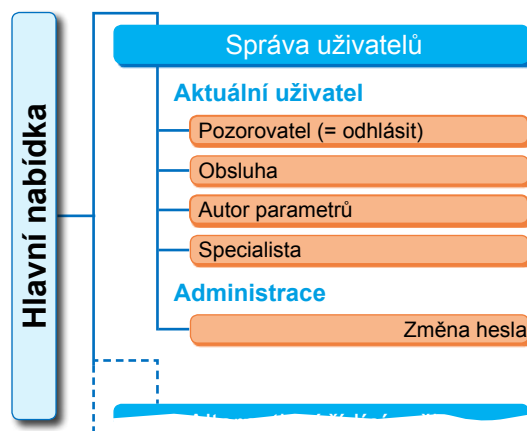 Hlavní nabídka
Správa uživatelů
Aktuální uživatel
Pozorovatel (= odhlásit)
Obsluha
Autor parametrů
Specialista
Administrace
Změna hesla